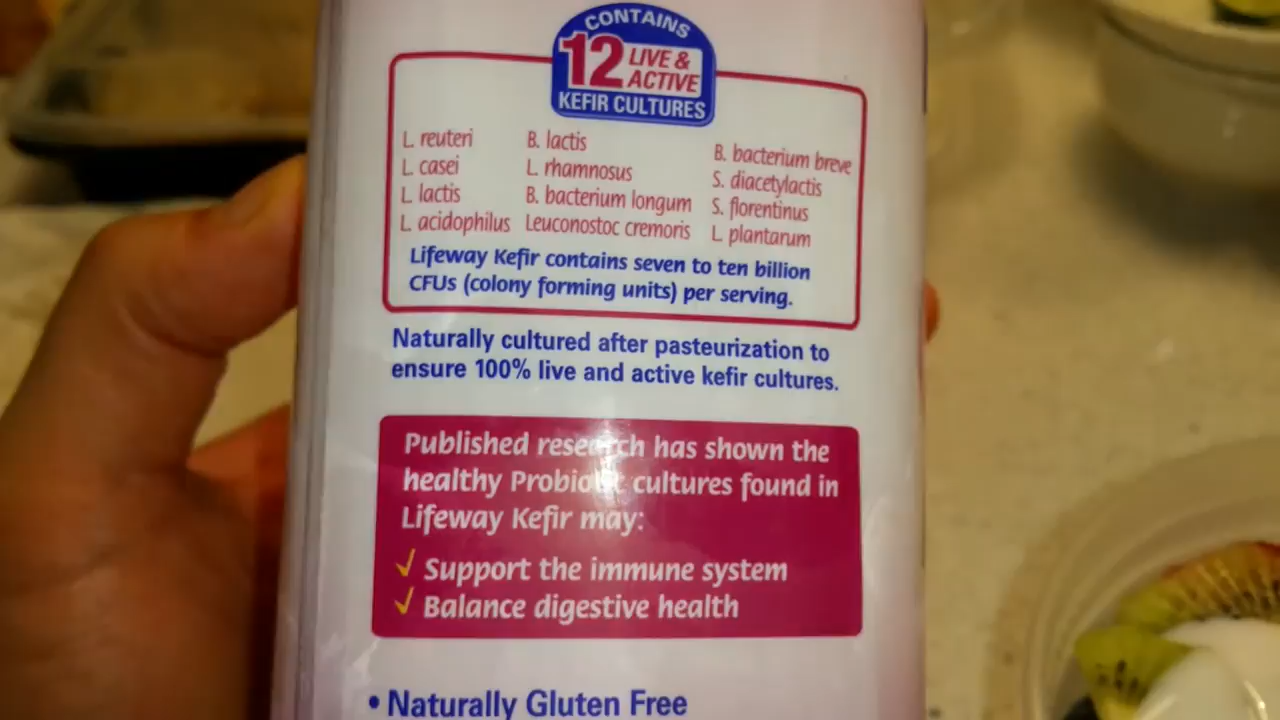 CONTAINS
12 LIVE &
ACTIVE
KEFIR CULTURES
L. reuteri
L. casei
L. lactis
L. acidophilus
B. lactis
L. rhamnosus
B. bacterium longum
Leuconostoc cremoris
B. bacterium breve
S. diacetylactis
S. florentinus
L. plantarum
Lifeway Kefir contains seven to ten billion
CFUs (colony forming units) per serving.
Naturally cultured after pasteurization to
ensure 100% live and active kefir cultures.
Published research has shown the
healthy Probiotic cultures found in
Lifeway Kefir may:
✓ Support the immune system
✓ Balance digestive health
• Naturally Gluten Free